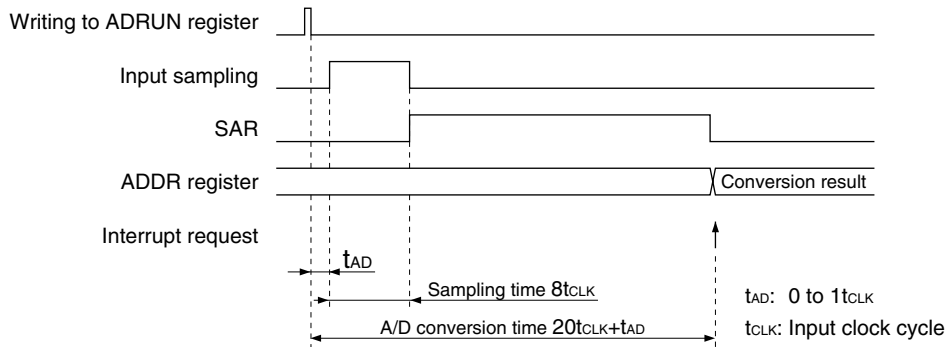 Writing to ADRUN register
Input sampling
SAR
ADDR register
Conversion result
Interrupt request
tAD
Sampling time 8tCLK
tAD: 0 to 1tCLK
A/D conversion time 20tCLK+tAD
tCLK: Input clock cycle